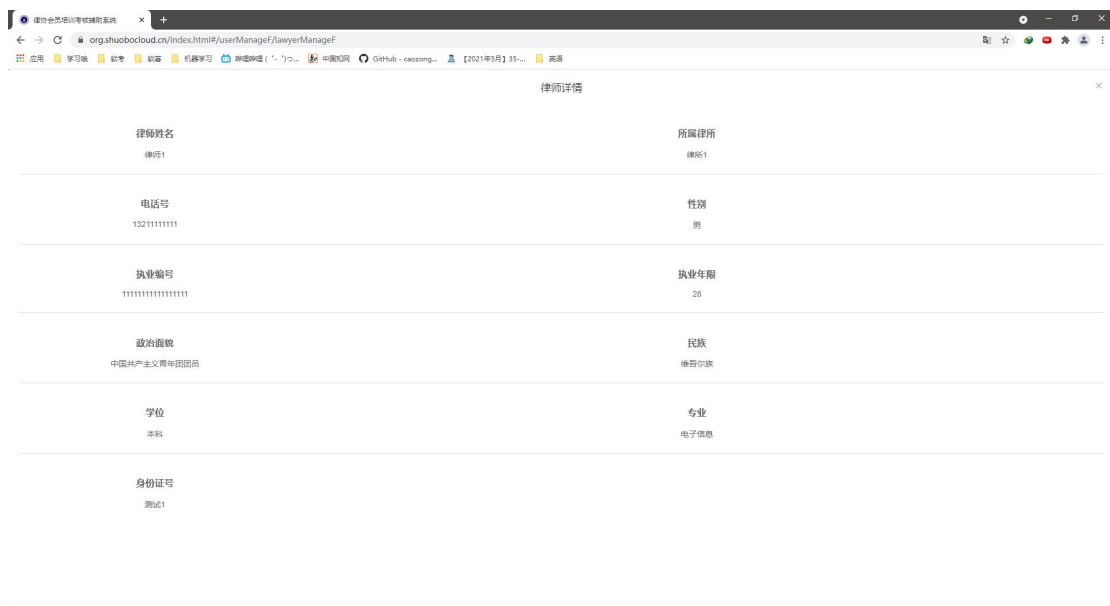 律协会员培训考核辅助系统
org.shuobocloud.cn/index.html#/userManageF/lawyerManageF
应用 学习啦 软考 软著 机器学习 哔哩哔哩 ( ゜- ゜)つ... 中国知网 GitHub - caozong... 【2021年5月】35-... 英语
律师详情
律师姓名 所属律所
律师1 律所1
电话号 性别
13211111111 男
执业编号 执业年限
28
政治面貌 民族
中国共产主义青年团团员 维吾尔族
学位 专业
本科 电子信息
身份证号
测试1